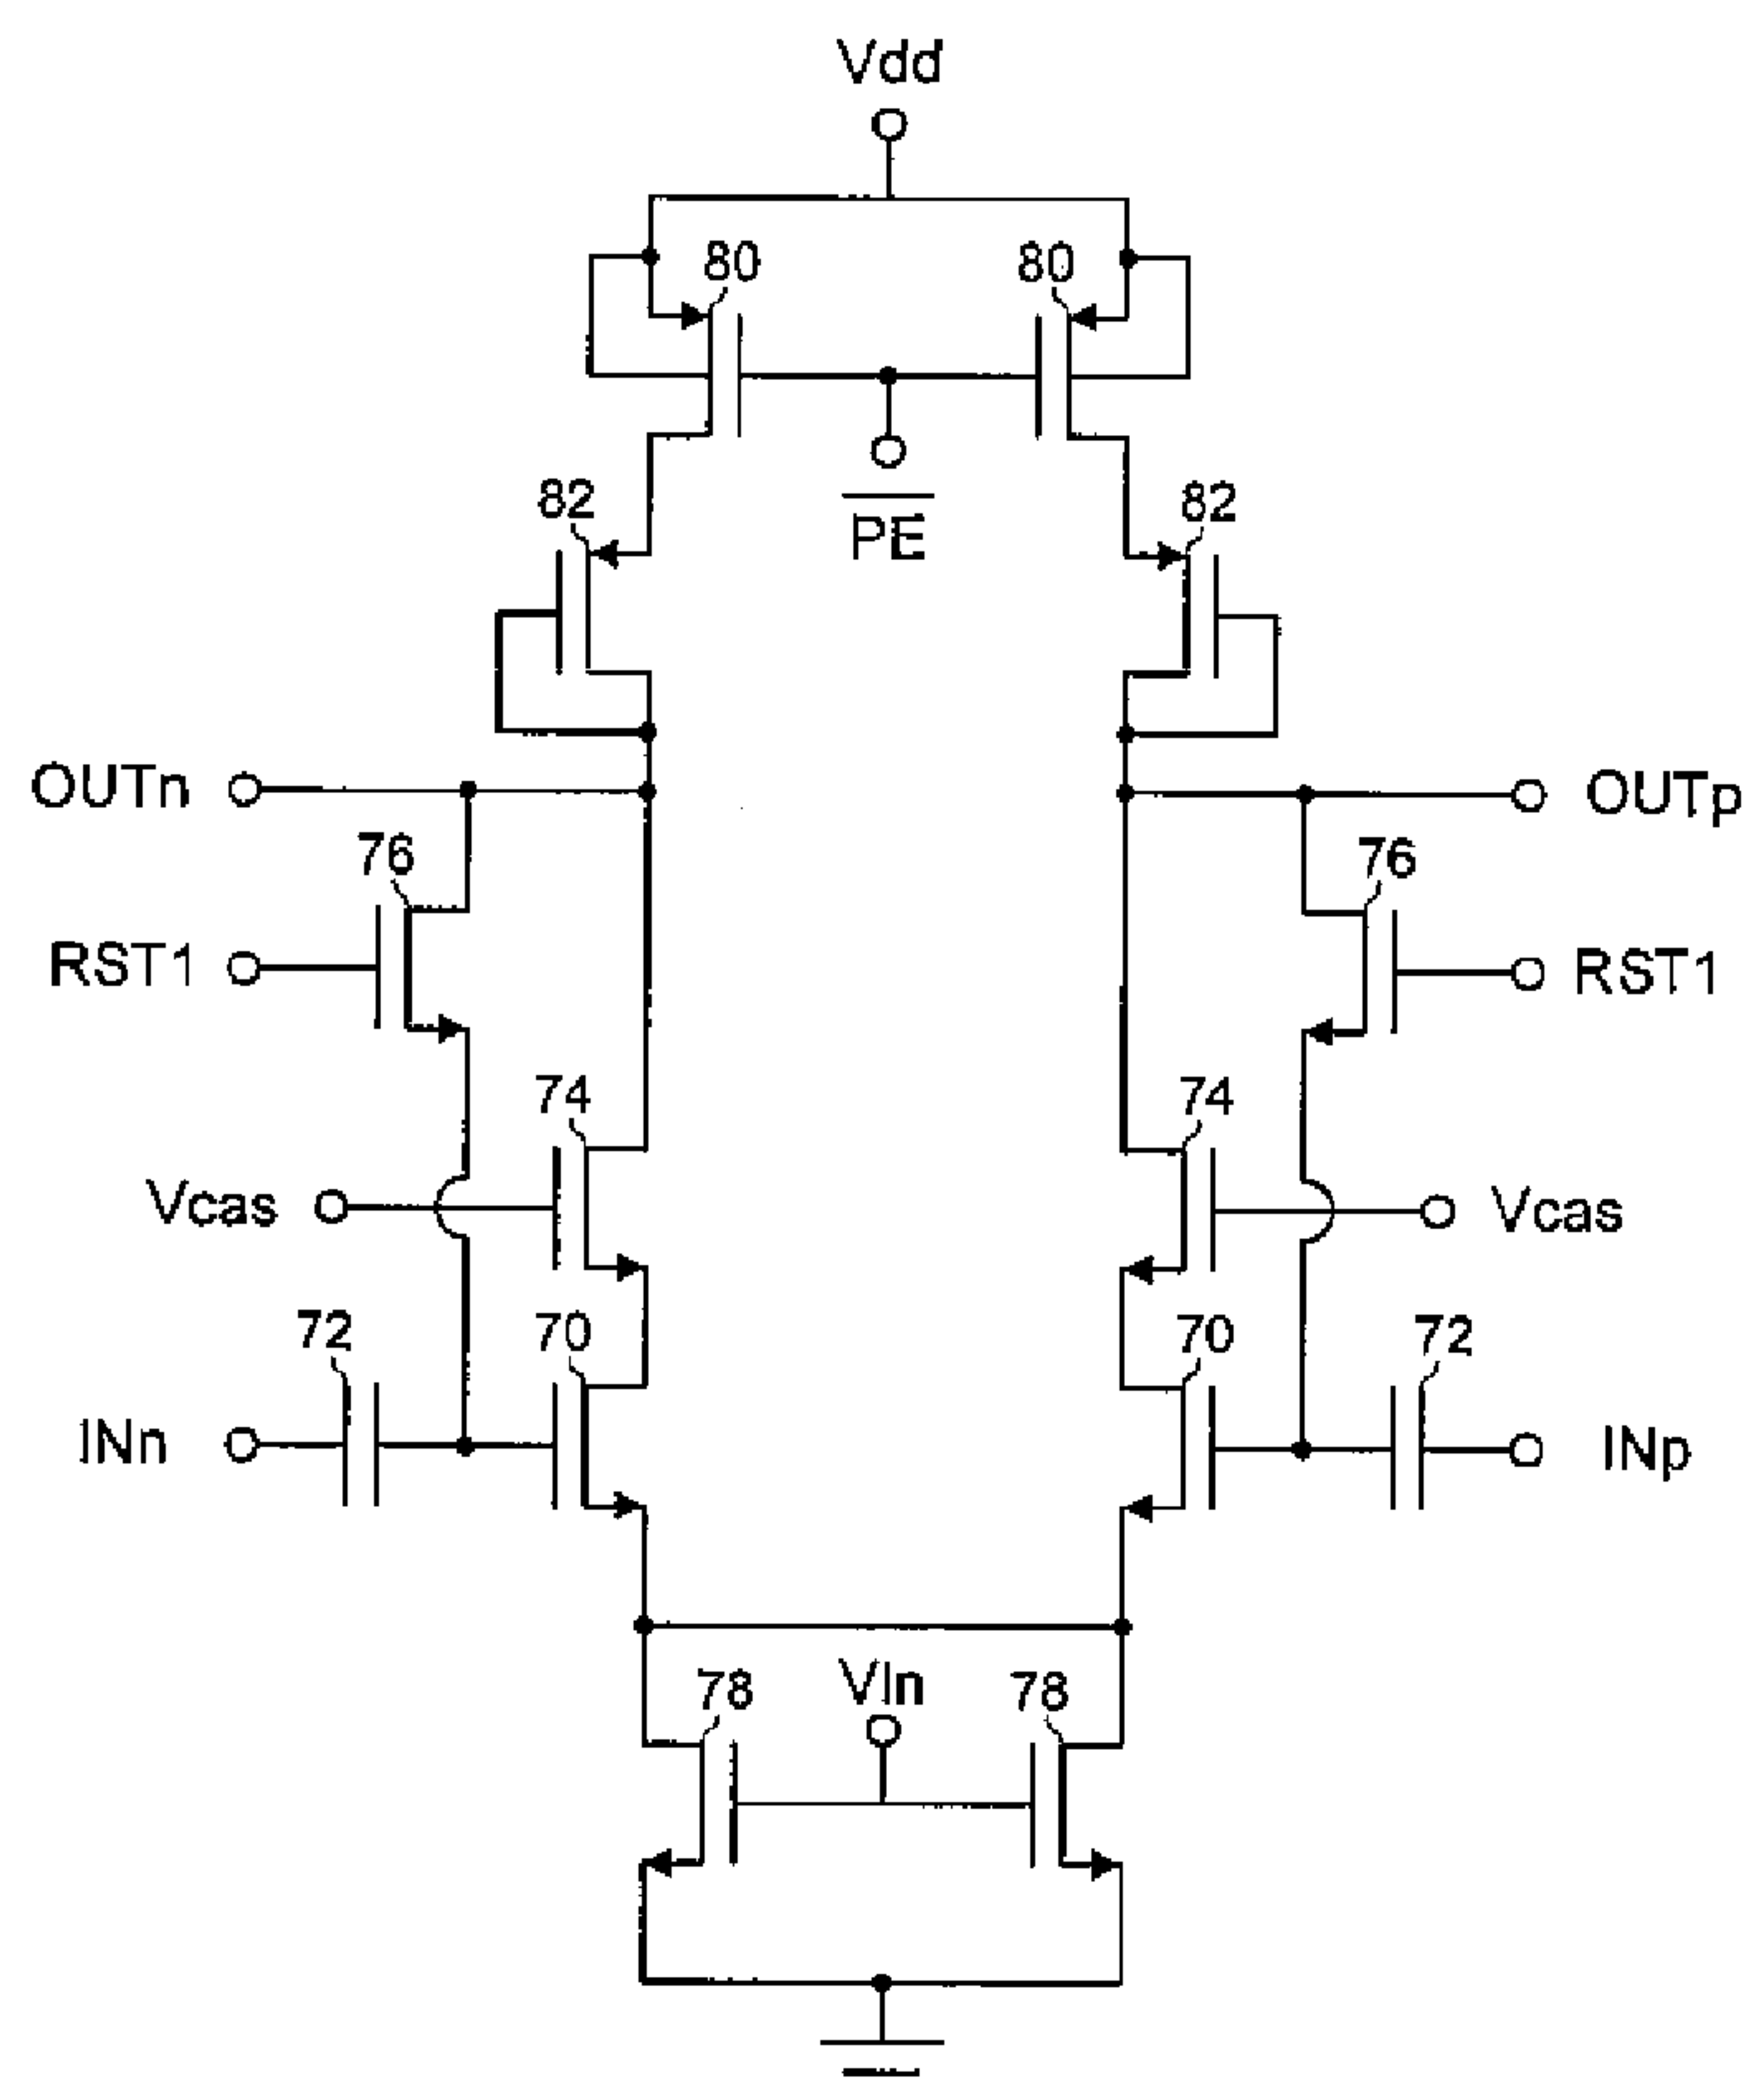 Vdd
80 80
82 82
PE
OUTn OUTp
76 76
RST1 RST1
74 74
Vcas Vcas
72 70 70 72
INn INp
78 Vln 78